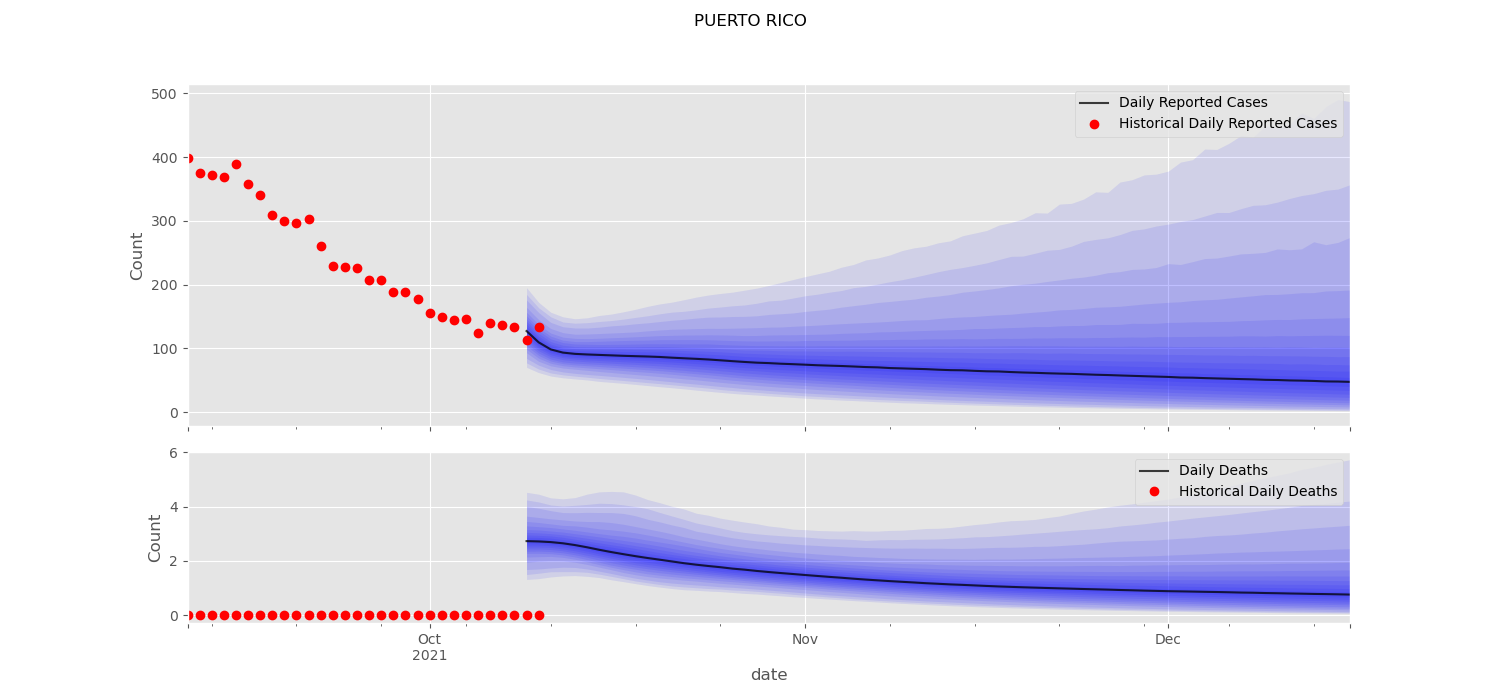 PUERTO RICO
500
400
300
200
100
0
Count
Daily Reported Cases
Historical Daily Reported Cases
6
4
2
0
Count
Daily Deaths
Historical Daily Deaths
Oct
2021
Nov
Dec
date